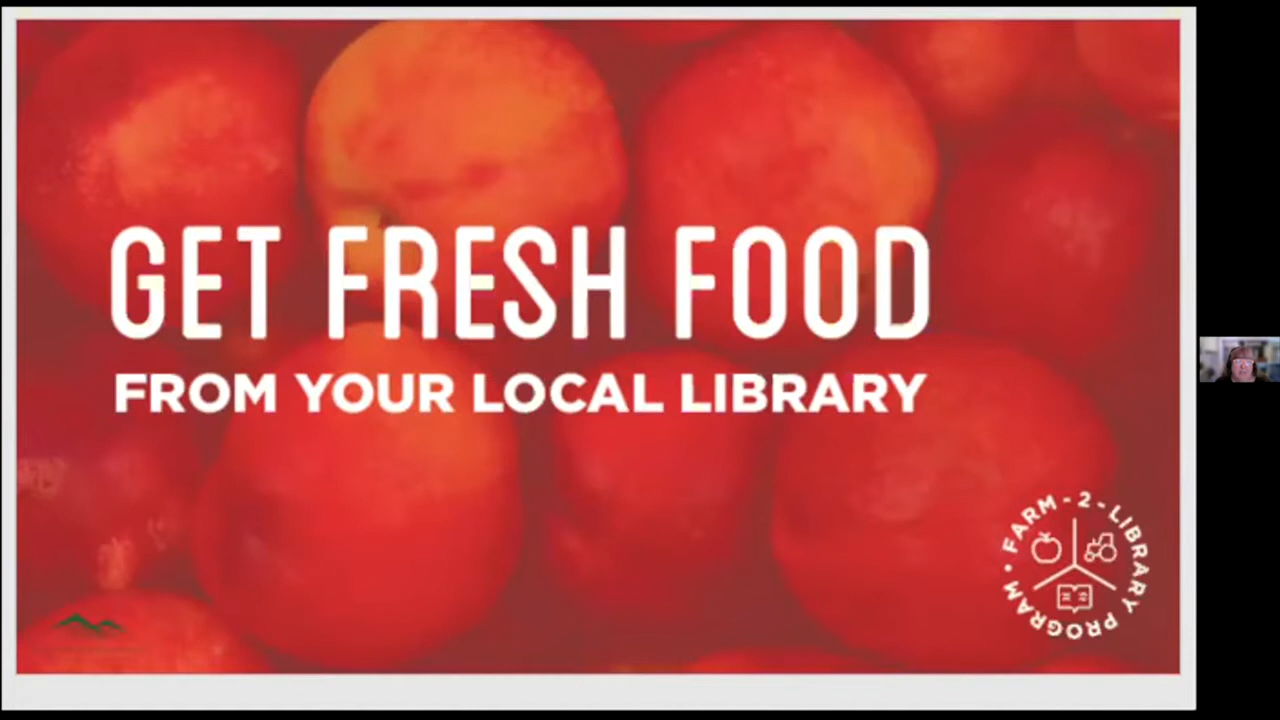 GET FRESH FOOD
FROM YOUR LOCAL LIBRARY
FARM-2-LIBRARY PROGRAM •